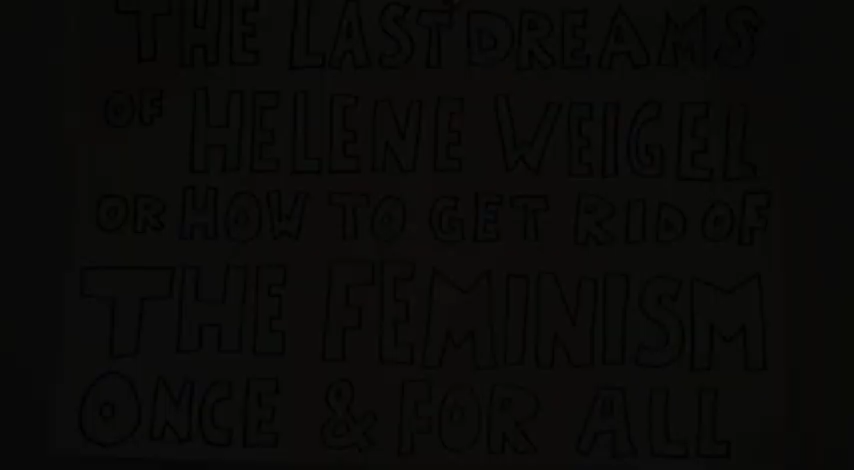 THE LAST DREAMS
OF HELENE WEIGEL
OR HOW TO GET RID OF
THE FEMINISM
ONCE & FOR ALL